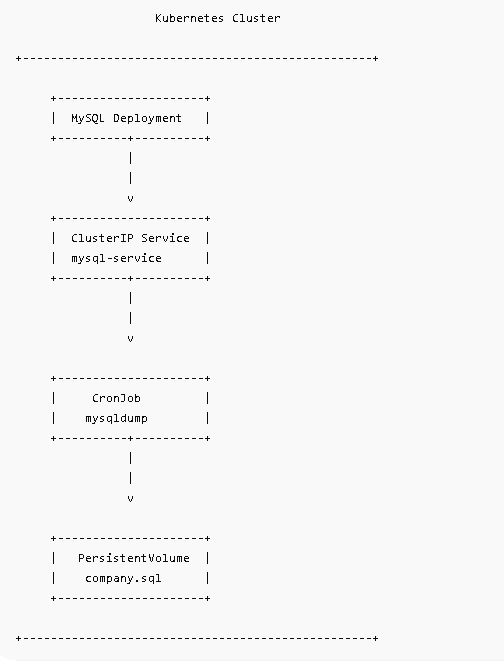 Kubernetes Cluster
+--------------------------------------------------+
+---------------------+
|  MySQL Deployment   |
+----------+----------+
|
|
v
+---------------------+
|  ClusterIP Service  |
|  mysql-service      |
+----------+----------+
|
|
v
+---------------------+
|     CronJob         |
|    mysqldump        |
+----------+----------+
|
|
v
+---------------------+
|   PersistentVolume  |
|    company.sql      |
+---------------------+
+--------------------------------------------------+